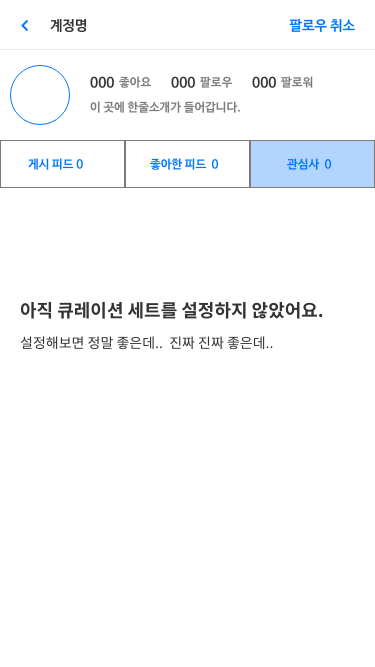 계정명 팔로우 취소
000 좋아요 000 팔로우 000 팔로워
이 곳에 한줄소개가 들어갑니다.
게시 피드 0 좋아한 피드 0 관심사 0
아직 큐레이션 세트를 설정하지 않았어요.
설정해보면 정말 좋은데.. 진짜 진짜 좋은데..